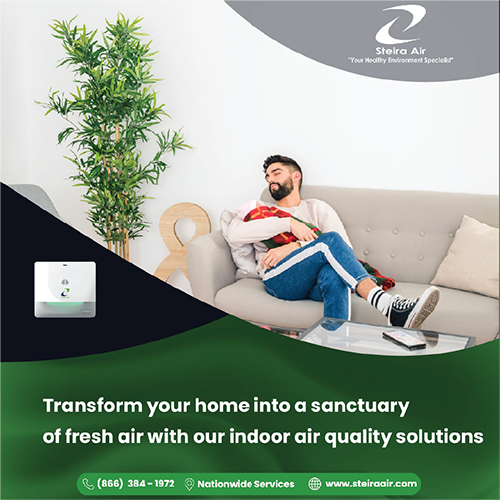 Steira Air
"Your Healthy Environment Specialist"
Transform your home into a sanctuary
of fresh air with our indoor air quality solutions
(866) 384 - 1972 Nationwide Services www.steiraair.com